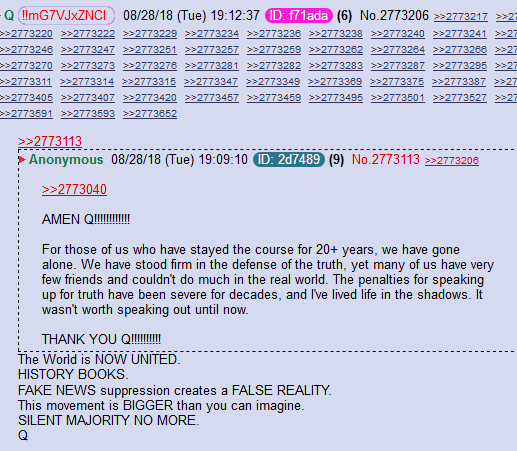 Q !!mG7VJxZNCI 08/28/18 (Tue) 19:12:37 ID: f71ada (6) No.2773206 >>2773217 >>
>>2773220 >>2773222 >>2773229 >>2773234 >>2773236 >>2773238 >>2773240 >>2773241 >>
>>2773246 >>2773247 >>2773251 >>2773257 >>2773259 >>2773262 >>2773264 >>2773266 >>
>>2773270 >>2773273 >>2773276 >>2773281 >>2773282 >>2773283 >>2773287 >>2773295 >>
>>2773311 >>2773314 >>2773315 >>2773347 >>2773349 >>2773369 >>2773375 >>2773387 >>
>>2773405 >>2773407 >>2773420 >>2773457 >>2773459 >>2773495 >>2773501 >>2773527 >>
>>2773591 >>2773593 >>2773652
>>2773113
Anonymous 08/28/18 (Tue) 19:09:10 ID: 2d7489 (9) No.2773113 >>2773206
>>2773040
AMEN Q!!!!!!!!!!!!
For those of us who have stayed the course for 20+ years, we have gone
alone. We have stood firm in the defense of the truth, yet many of us have very
few friends and couldn't do much in the real world. The penalties for speaking
up for truth have been severe for decades, and I've lived life in the shadows. It
wasn't worth speaking out until now.
THANK YOU Q!!!!!!!!!!
The World is NOW UNITED.
HISTORY BOOKS.
FAKE NEWS suppression creates a FALSE REALITY.
This movement is BIGGER than you can imagine.
SILENT MAJORITY NO MORE.
Q